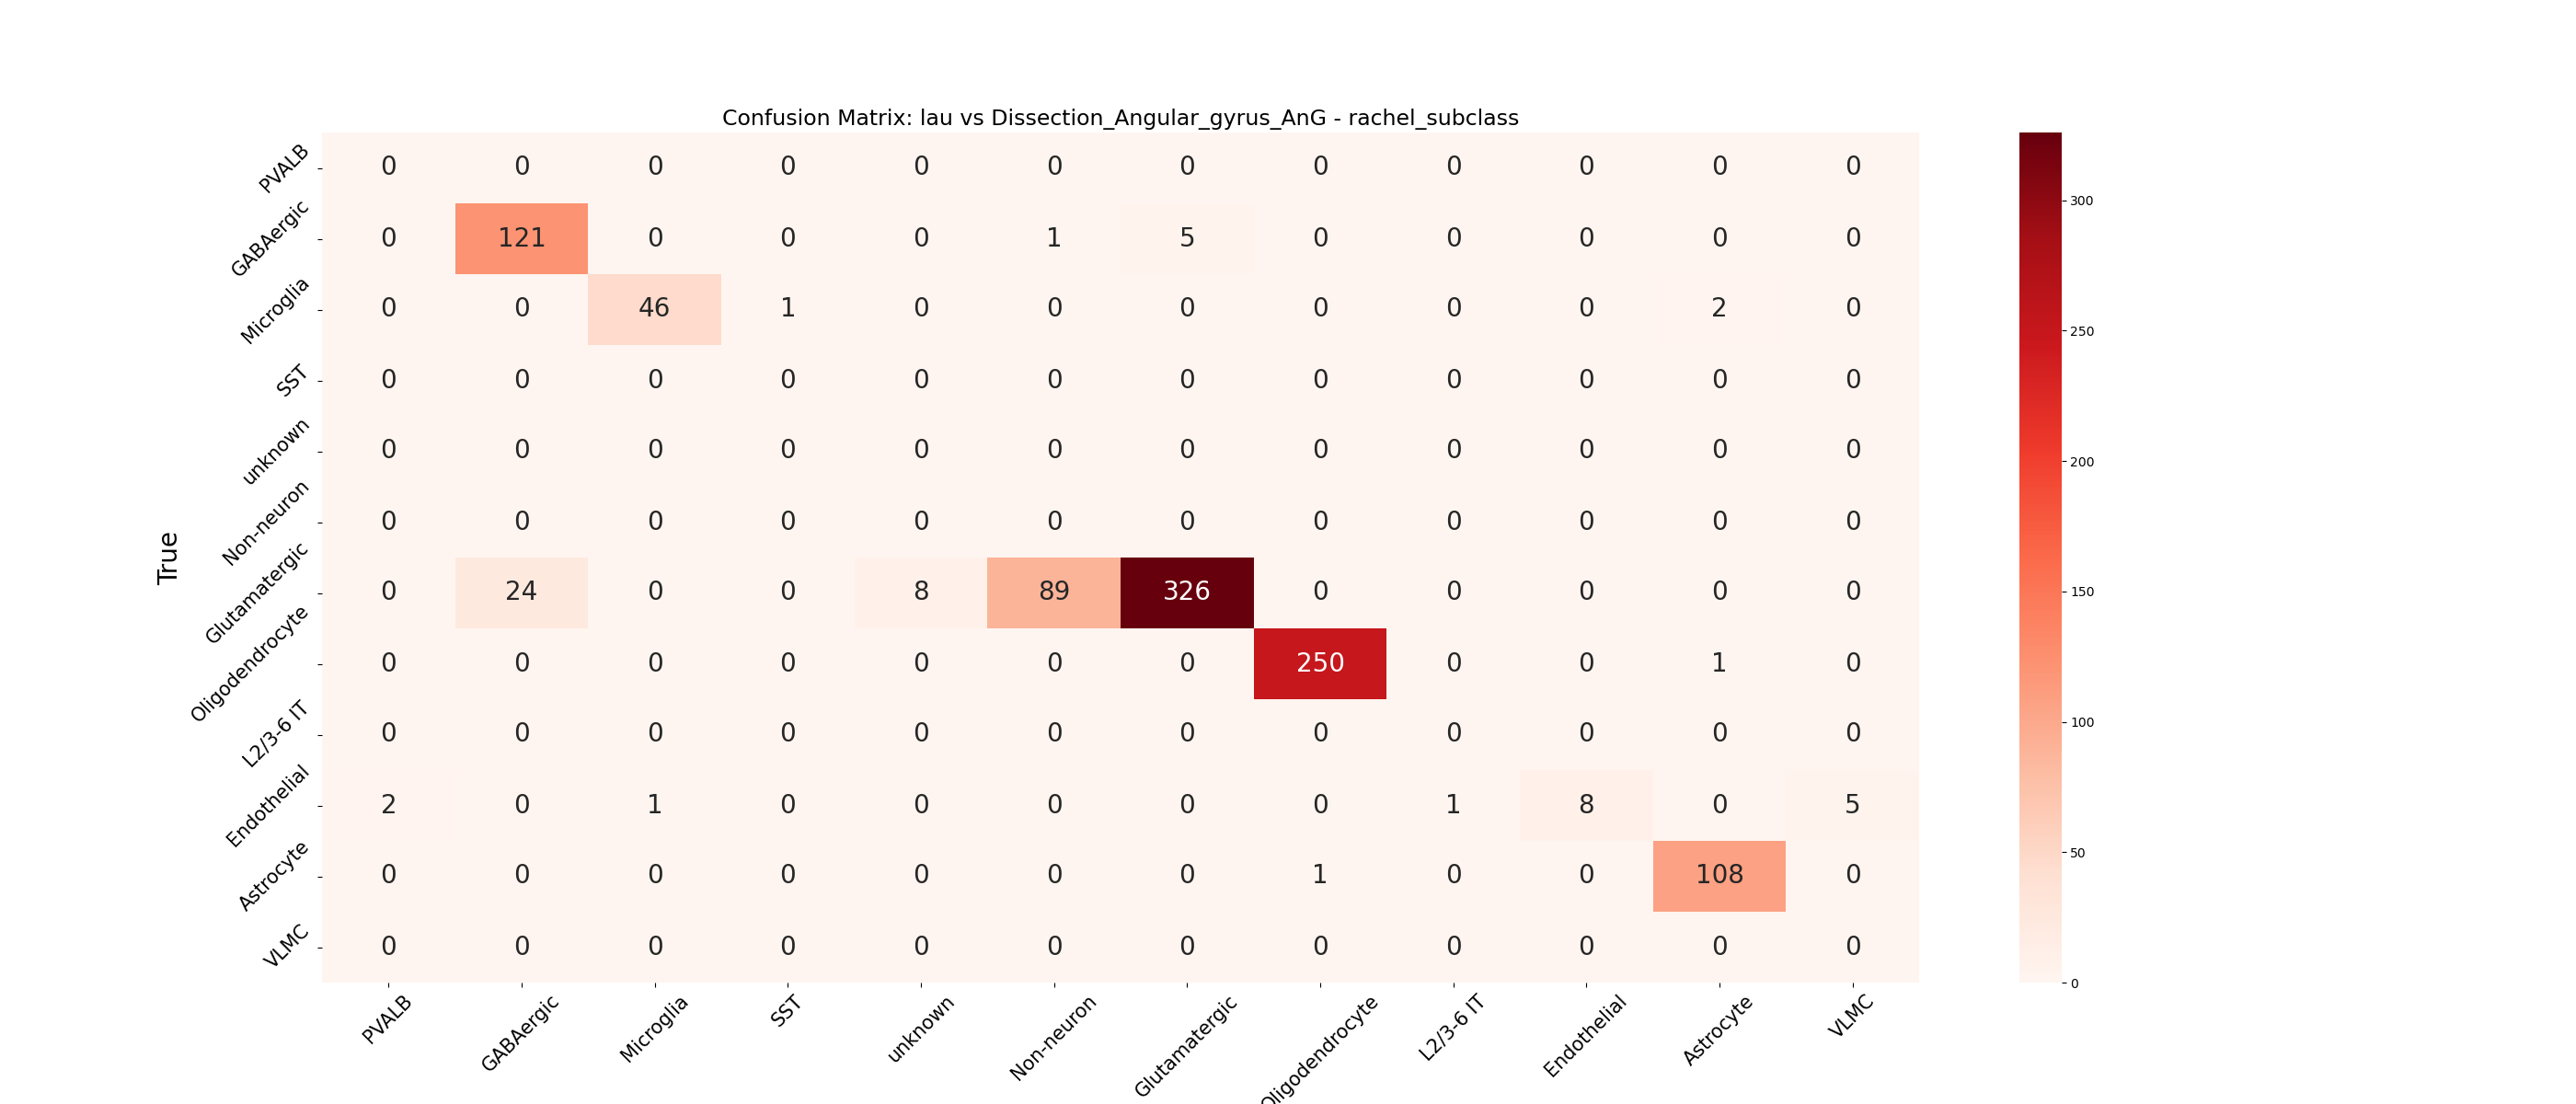 Confusion Matrix: lau vs Dissection_Angular_gyrus_AnG - rachel_subclass
True
PVALB 0 0 0 0 0 0 0 0 0 0 0 0
GABAergic 0 121 0 0 0 1 5 0 0 0 0 0
Microglia 0 0 46 1 0 0 0 0 0 0 2 0
SST 0 0 0 0 0 0 0 0 0 0 0 0
unknown 0 0 0 0 0 0 0 0 0 0 0 0
Non-neuron 0 0 0 0 0 0 0 0 0 0 0 0
Glutamatergic 0 24 0 0 8 89 326 0 0 0 0 0
Oligodendrocyte 0 0 0 0 0 0 0 250 0 0 1 0
L2/3-6 IT 0 0 0 0 0 0 0 0 0 0 0 0
Endothelial 2 0 1 0 0 0 0 0 1 8 0 5
Astrocyte 0 0 0 0 0 0 0 1 0 0 108 0
VLMC 0 0 0 0 0 0 0 0 0 0 0 0
PVALB GABAergic Microglia SST unknown Non-neuron Glutamatergic Oligodendrocyte L2/3-6 IT Endothelial Astrocyte VLMC
300
250
200
150
100
50
0